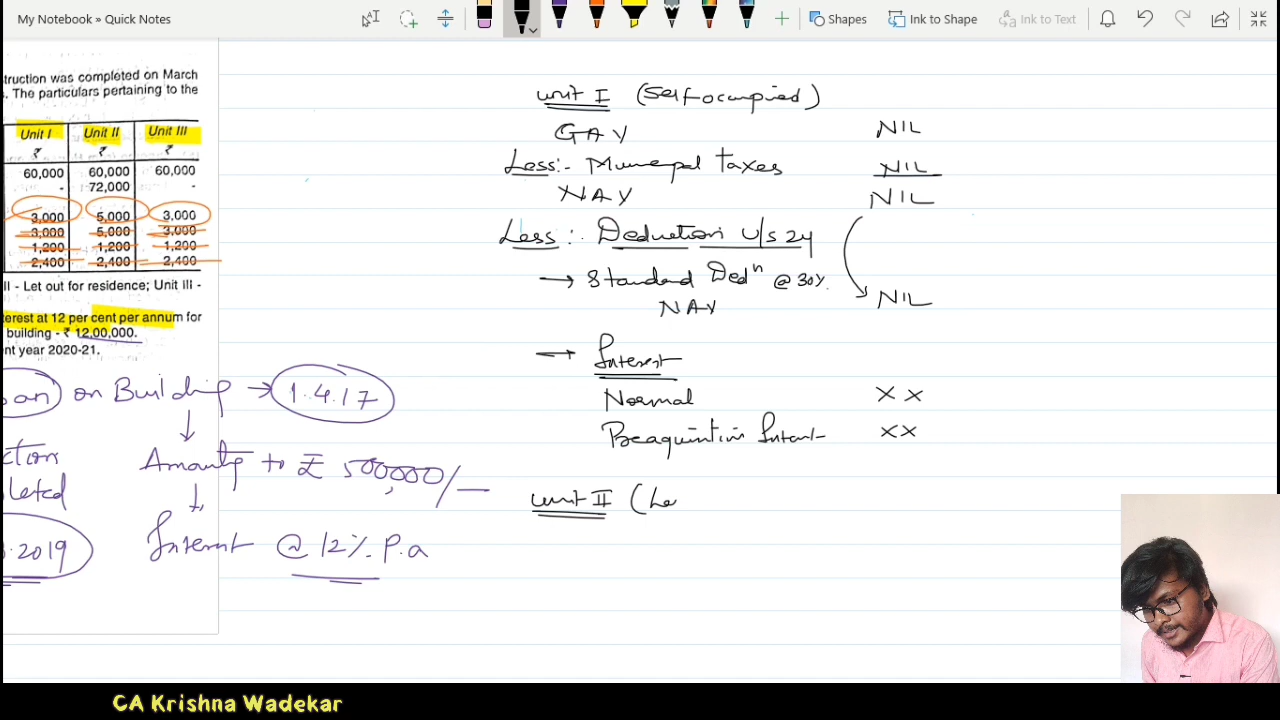 My Notebook » Quick Notes
Shapes
Ink to Shape
Ink to Text
truction was completed on March
. The particulars pertaining to the
Unit I Unit II Unit III
₹ ₹ ₹
60,000 60,000 60,000
- 72,000 -
3,000 5,000 3,000
3,000 5,000 3,000
1,200 1,200 1,200
2,400 2,400 2,400
II - Let out for residence; Unit III -
erest at 12 per cent per annum for
building - ₹ 12,00,000.
nt year 2020-21.
oan on Building → 1.4.17
↓
Amounts to ₹ 500,000/-
↓
Interest @ 12% P.a
ction
leted
3.2019
Unit I (Self occupied)
GAV NIL
Less:- Municipal taxes NIL
NAV NIL
Less:- Deduction u/s 24
→ Standard Dedn @ 30%
NAV NIL
→ Interest
Normal XX
XX
Unit II (Le
CA Krishna Wadekar